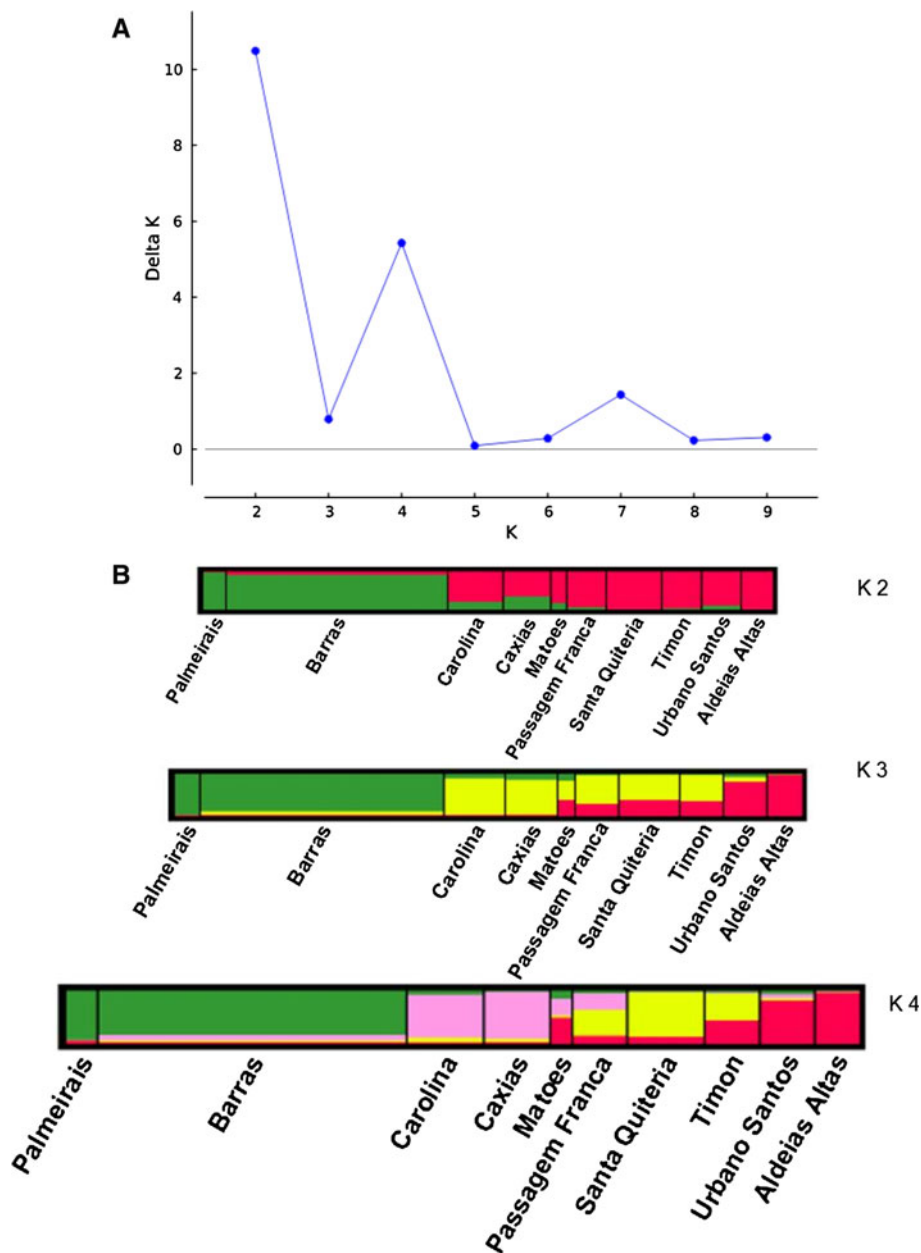 A
Delta K
10
8
6
4
2
0
2 3 4 5 6 7 8 9
K
B
K 2
Palmeirais Barras Carolina Caxias Matoes Passagem Franca Santa Quiteria Timon Urbano Santos Aldeias Altas
K 3
Palmeirais Barras Carolina Caxias Matoes Passagem Franca Santa Quiteria Timon Urbano Santos Aldeias Altas
K 4
Palmeirais Barras Carolina Caxias Matoes Passagem Franca Santa Quiteria Timon Urbano Santos Aldeias Altas